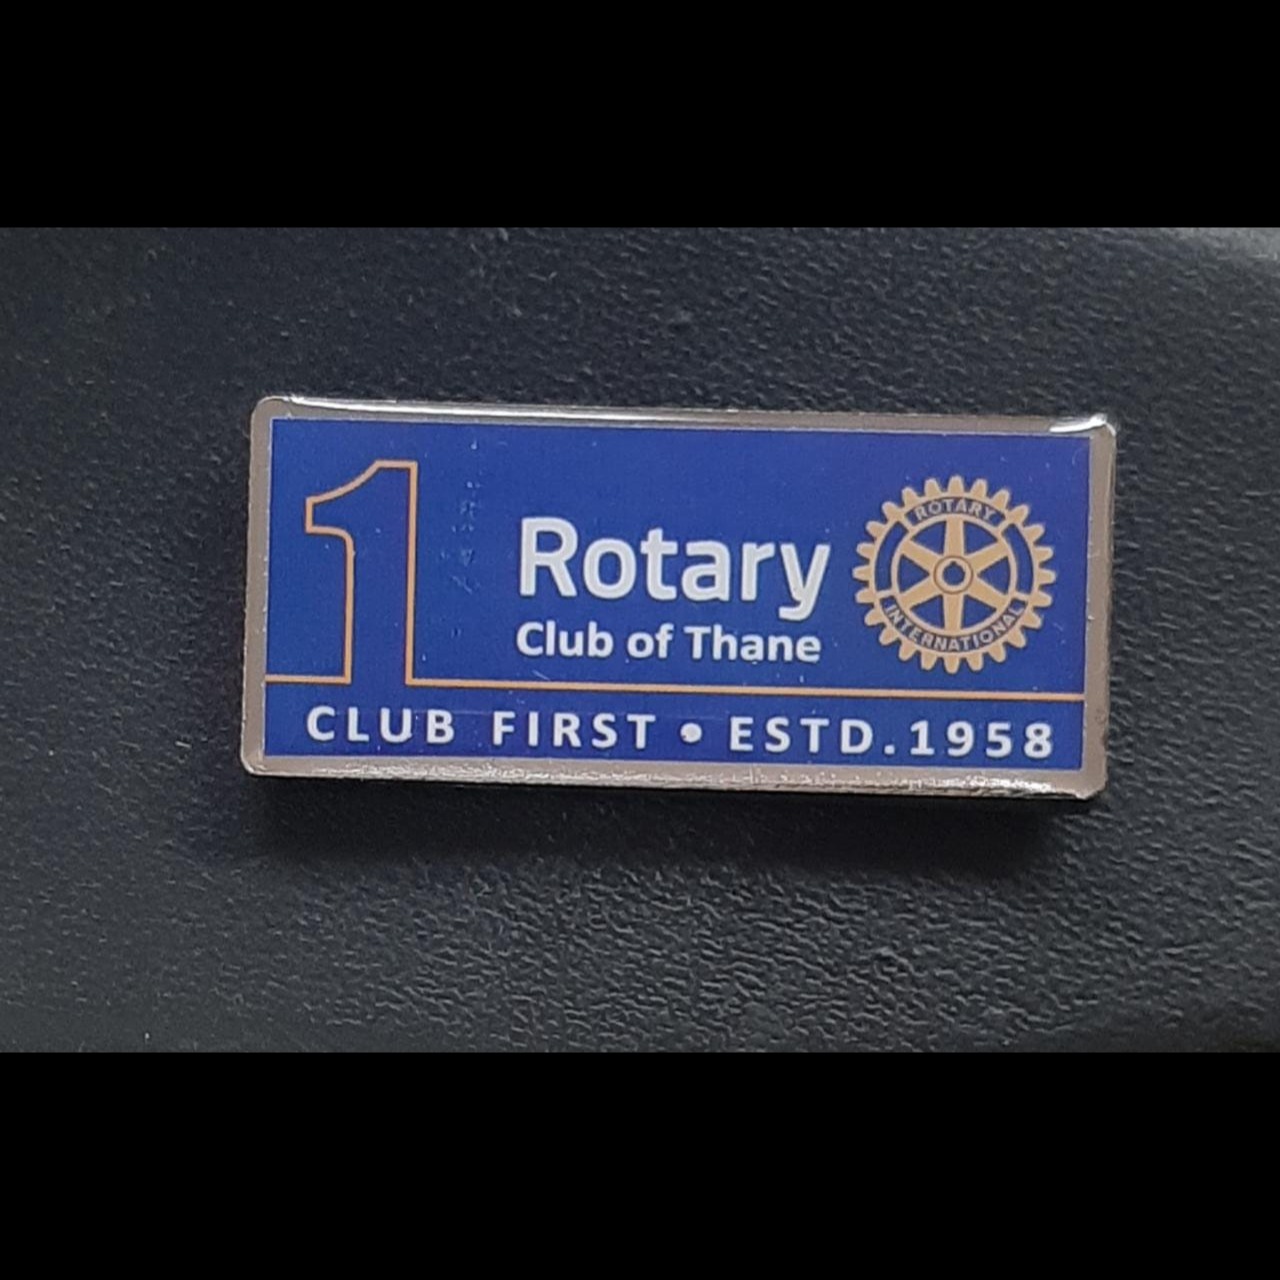 1
Rotary
Club of Thane
ROTARY
INTERNATIONAL
CLUB FIRST • ESTD.1958